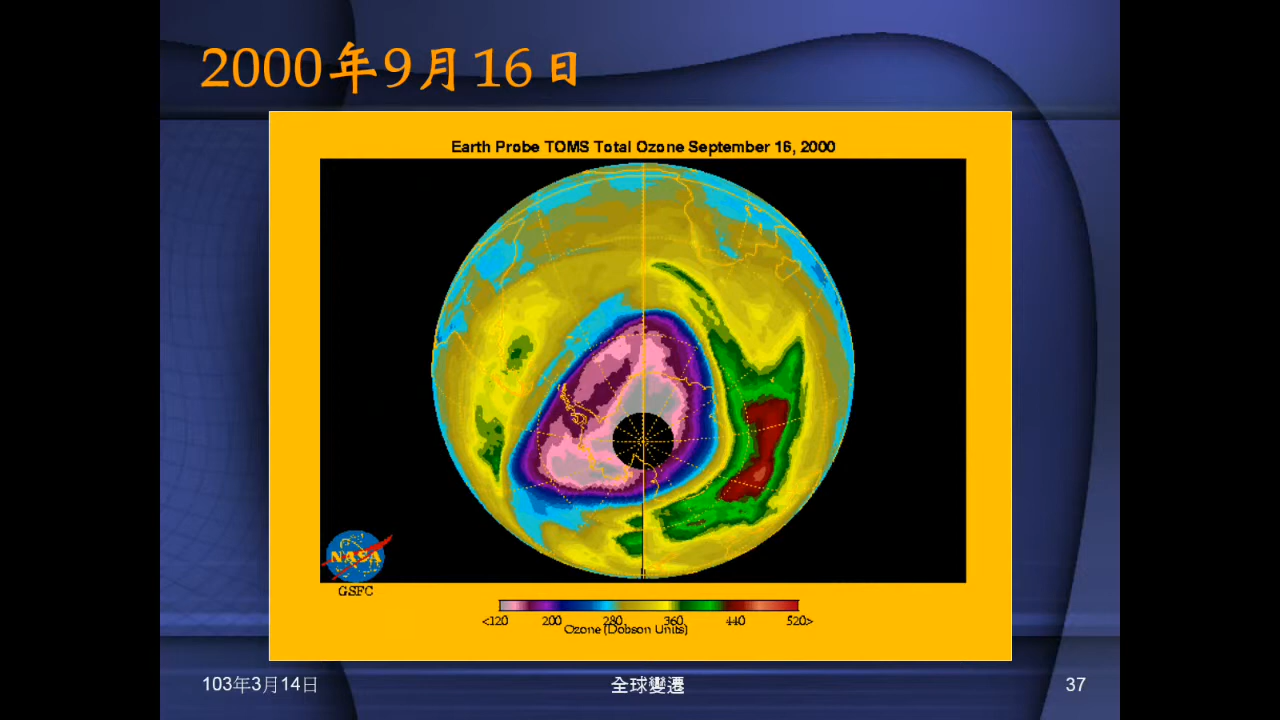 2000年9月16日
Earth Probe TOMS Total Ozone September 16, 2000
NASA
GSFC
<120 200 280 360 440 520>
Ozone (Dobson Units)
103年3月14日
全球變遷
37